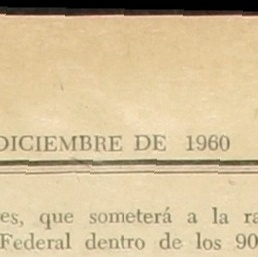 DICIEMBRE DE 1960
es, que someterá a la ra
Federal dentro de los 90